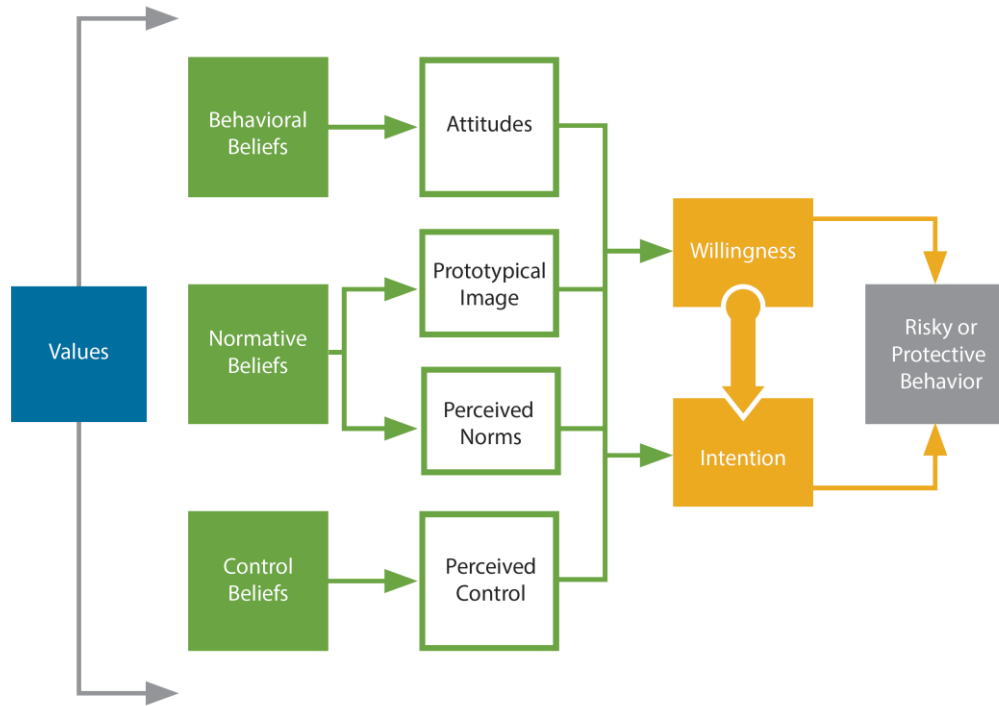 Values
Behavioral
Beliefs
Attitudes
Normative
Beliefs
Prototypical
Image
Perceived
Norms
Control
Beliefs
Perceived
Control
Willingness
Intention
Risky or
Protective
Behavior